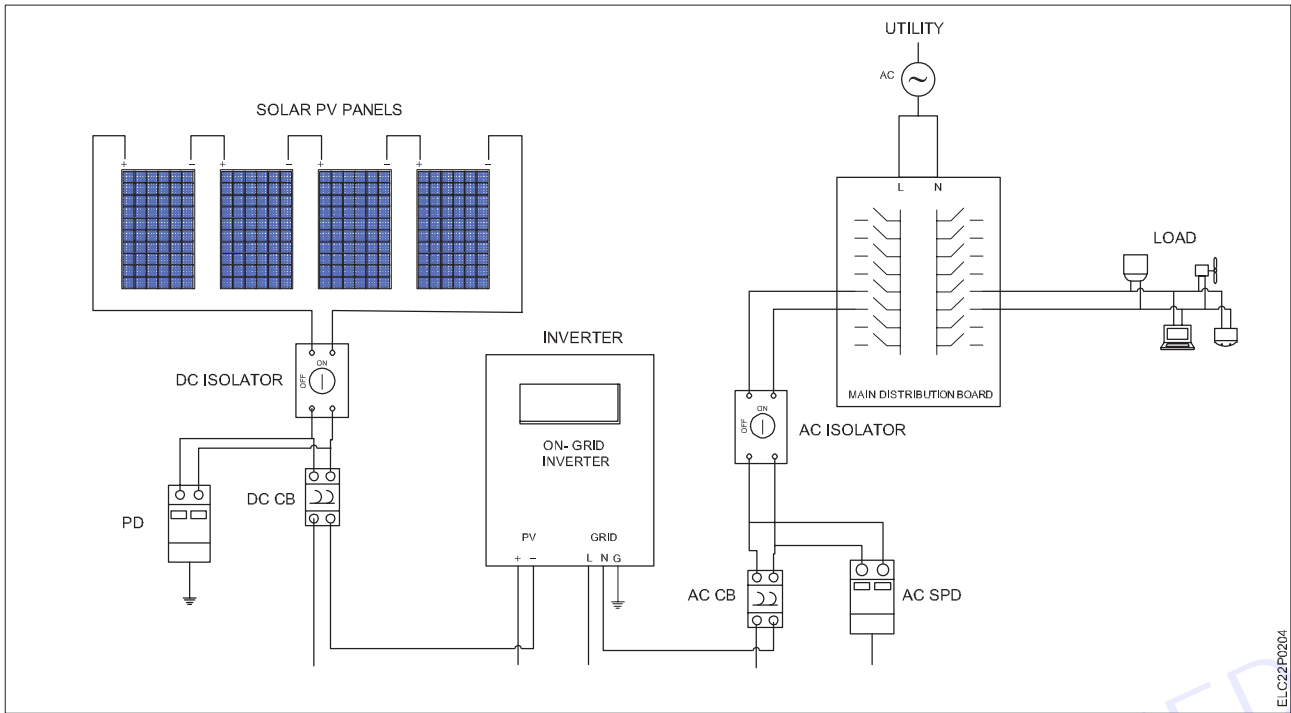 UTILITY
AC
SOLAR PV PANELS
+ − + − + − + −
L N
LOAD
MAIN DISTRIBUTION BOARD
DC ISOLATOR
ON
OFF
INVERTER
ON- GRID
INVERTER
PV GRID
+ − L N G
AC ISOLATOR
ON
OFF
PD
DC CB
AC CB
AC SPD
ELC22P0204